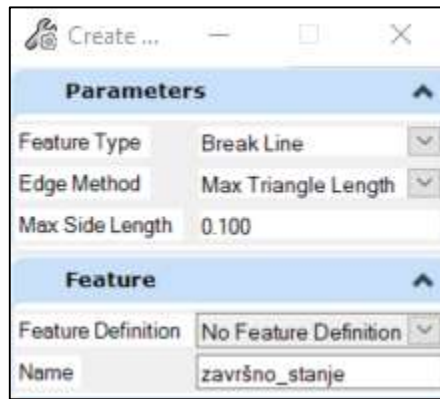 Create ...
Parameters
Feature Type Break Line
Edge Method Max Triangle Length
Max Side Length 0.100
Feature
Feature Definition No Feature Definition
Name završno_stanje